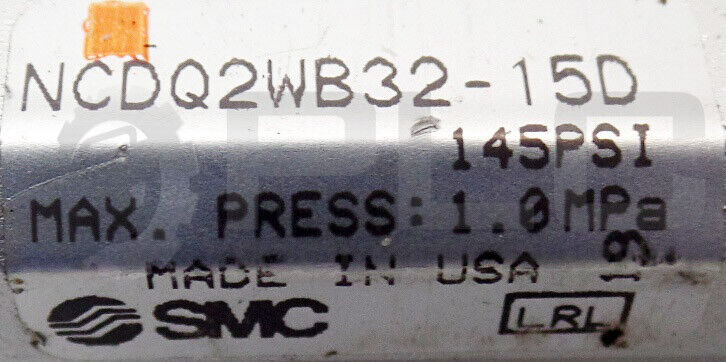 NCDQ2WB32-15D
145PSI
MAX. PRESS: 1.0MPa
MADE IN USA
SMC
LRL